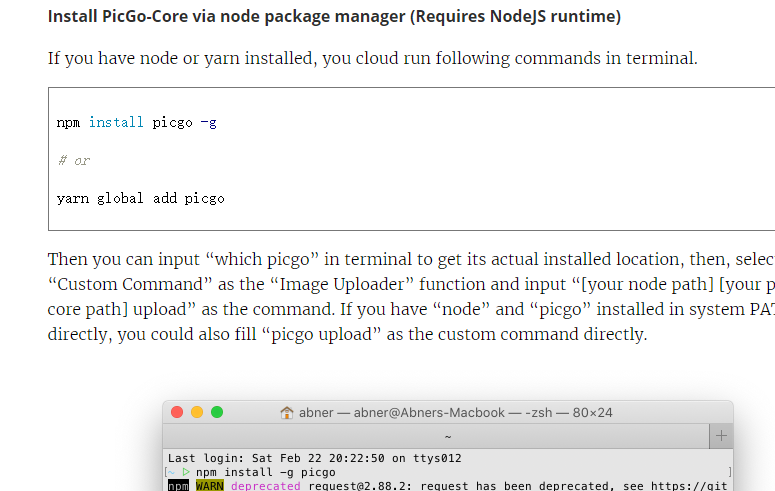 Install PicGo-Core via node package manager (Requires NodeJS runtime)
If you have node or yarn installed, you cloud run following commands in terminal.
npm install picgo -g
# or
yarn global add picgo
Then you can input “which picgo” in terminal to get its actual installed location, then, selec
“Custom Command” as the “Image Uploader” function and input “[your node path] [your p
core path] upload” as the command. If you have “node” and “picgo” installed in system PAT
directly, you could also fill “picgo upload” as the custom command directly.
abner — abner@Abners-Macbook — -zsh — 80×24
~
Last login: Sat Feb 22 20:22:50 on ttys012
[~ ▷ npm install -g picgo ]
npm WARN deprecated request@2.88.2: request has been deprecated, see https://git